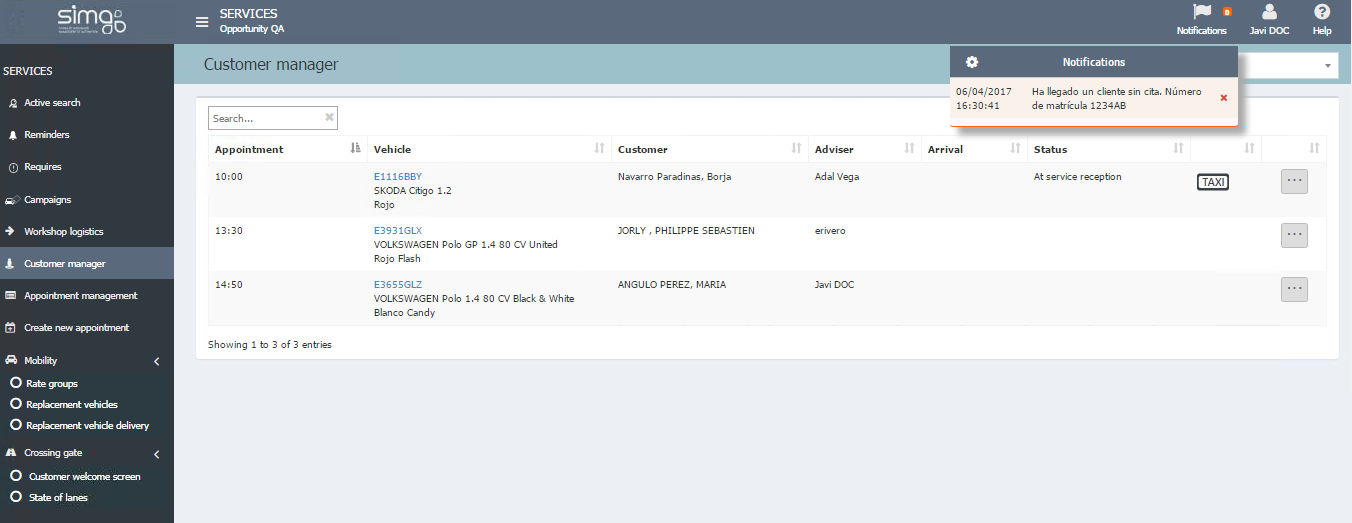 simo
SERVICES
Opportunity QA
Notifications
Javi DOC
Help
SERVICES
Active search
Reminders
Requires
Campaigns
Workshop logistics
Customer manager
Appointment management
Create new appointment
Mobility
Rate groups
Replacement vehicles
Replacement vehicle delivery
Crossing gate
Customer welcome screen
State of lanes
Customer manager
Notifications
06/04/2017 Ha llegado un cliente sin cita. Número
16:30:41 de matrícula 1234AB
Search...
Appointment Vehicle Customer Adviser Arrival Status
10:00 E1116BBY Navarro Paradinas, Borja Adal Vega At service reception TAXI
SKODA Citigo 1.2
Rojo
13:30 E3931GLX JORLY , PHILIPPE SEBASTIEN erivero
VOLKSWAGEN Polo GP 1.4 80 CV United
Rojo Flash
14:50 E3655GLZ ANGULO PEREZ, MARIA Javi DOC
VOLKSWAGEN Polo 1.4 80 CV Black & White
Blanco Candy
Showing 1 to 3 of 3 entries